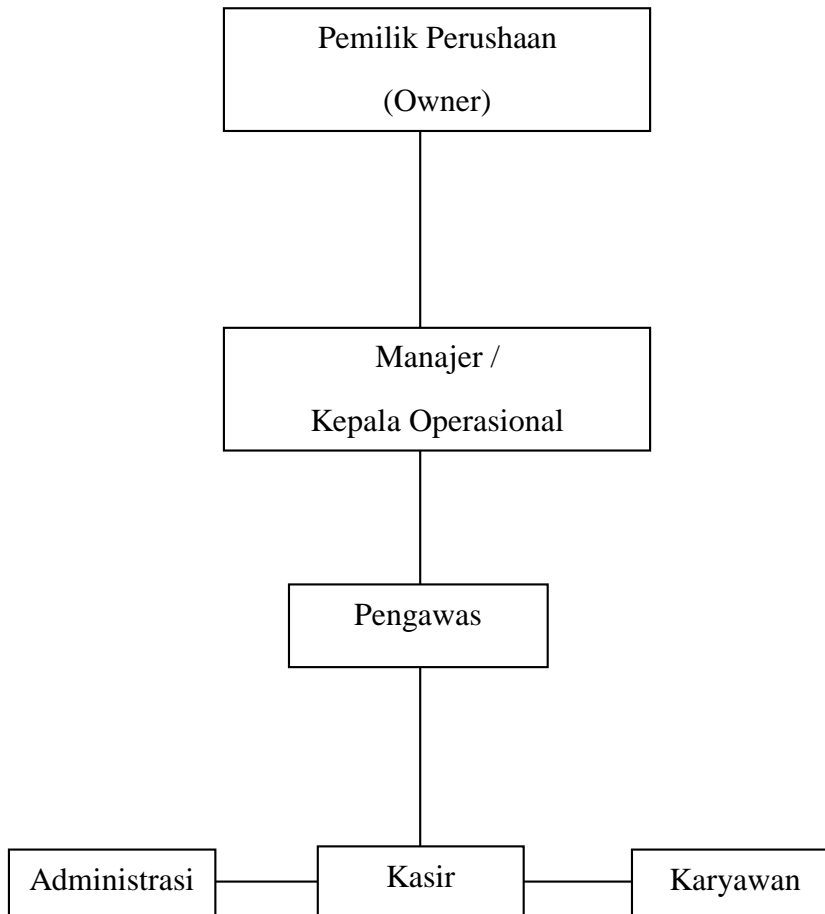 Pemilik Perushaan
(Owner)
Manajer /
Kepala Operasional
Pengawas
Administrasi
Kasir
Karyawan